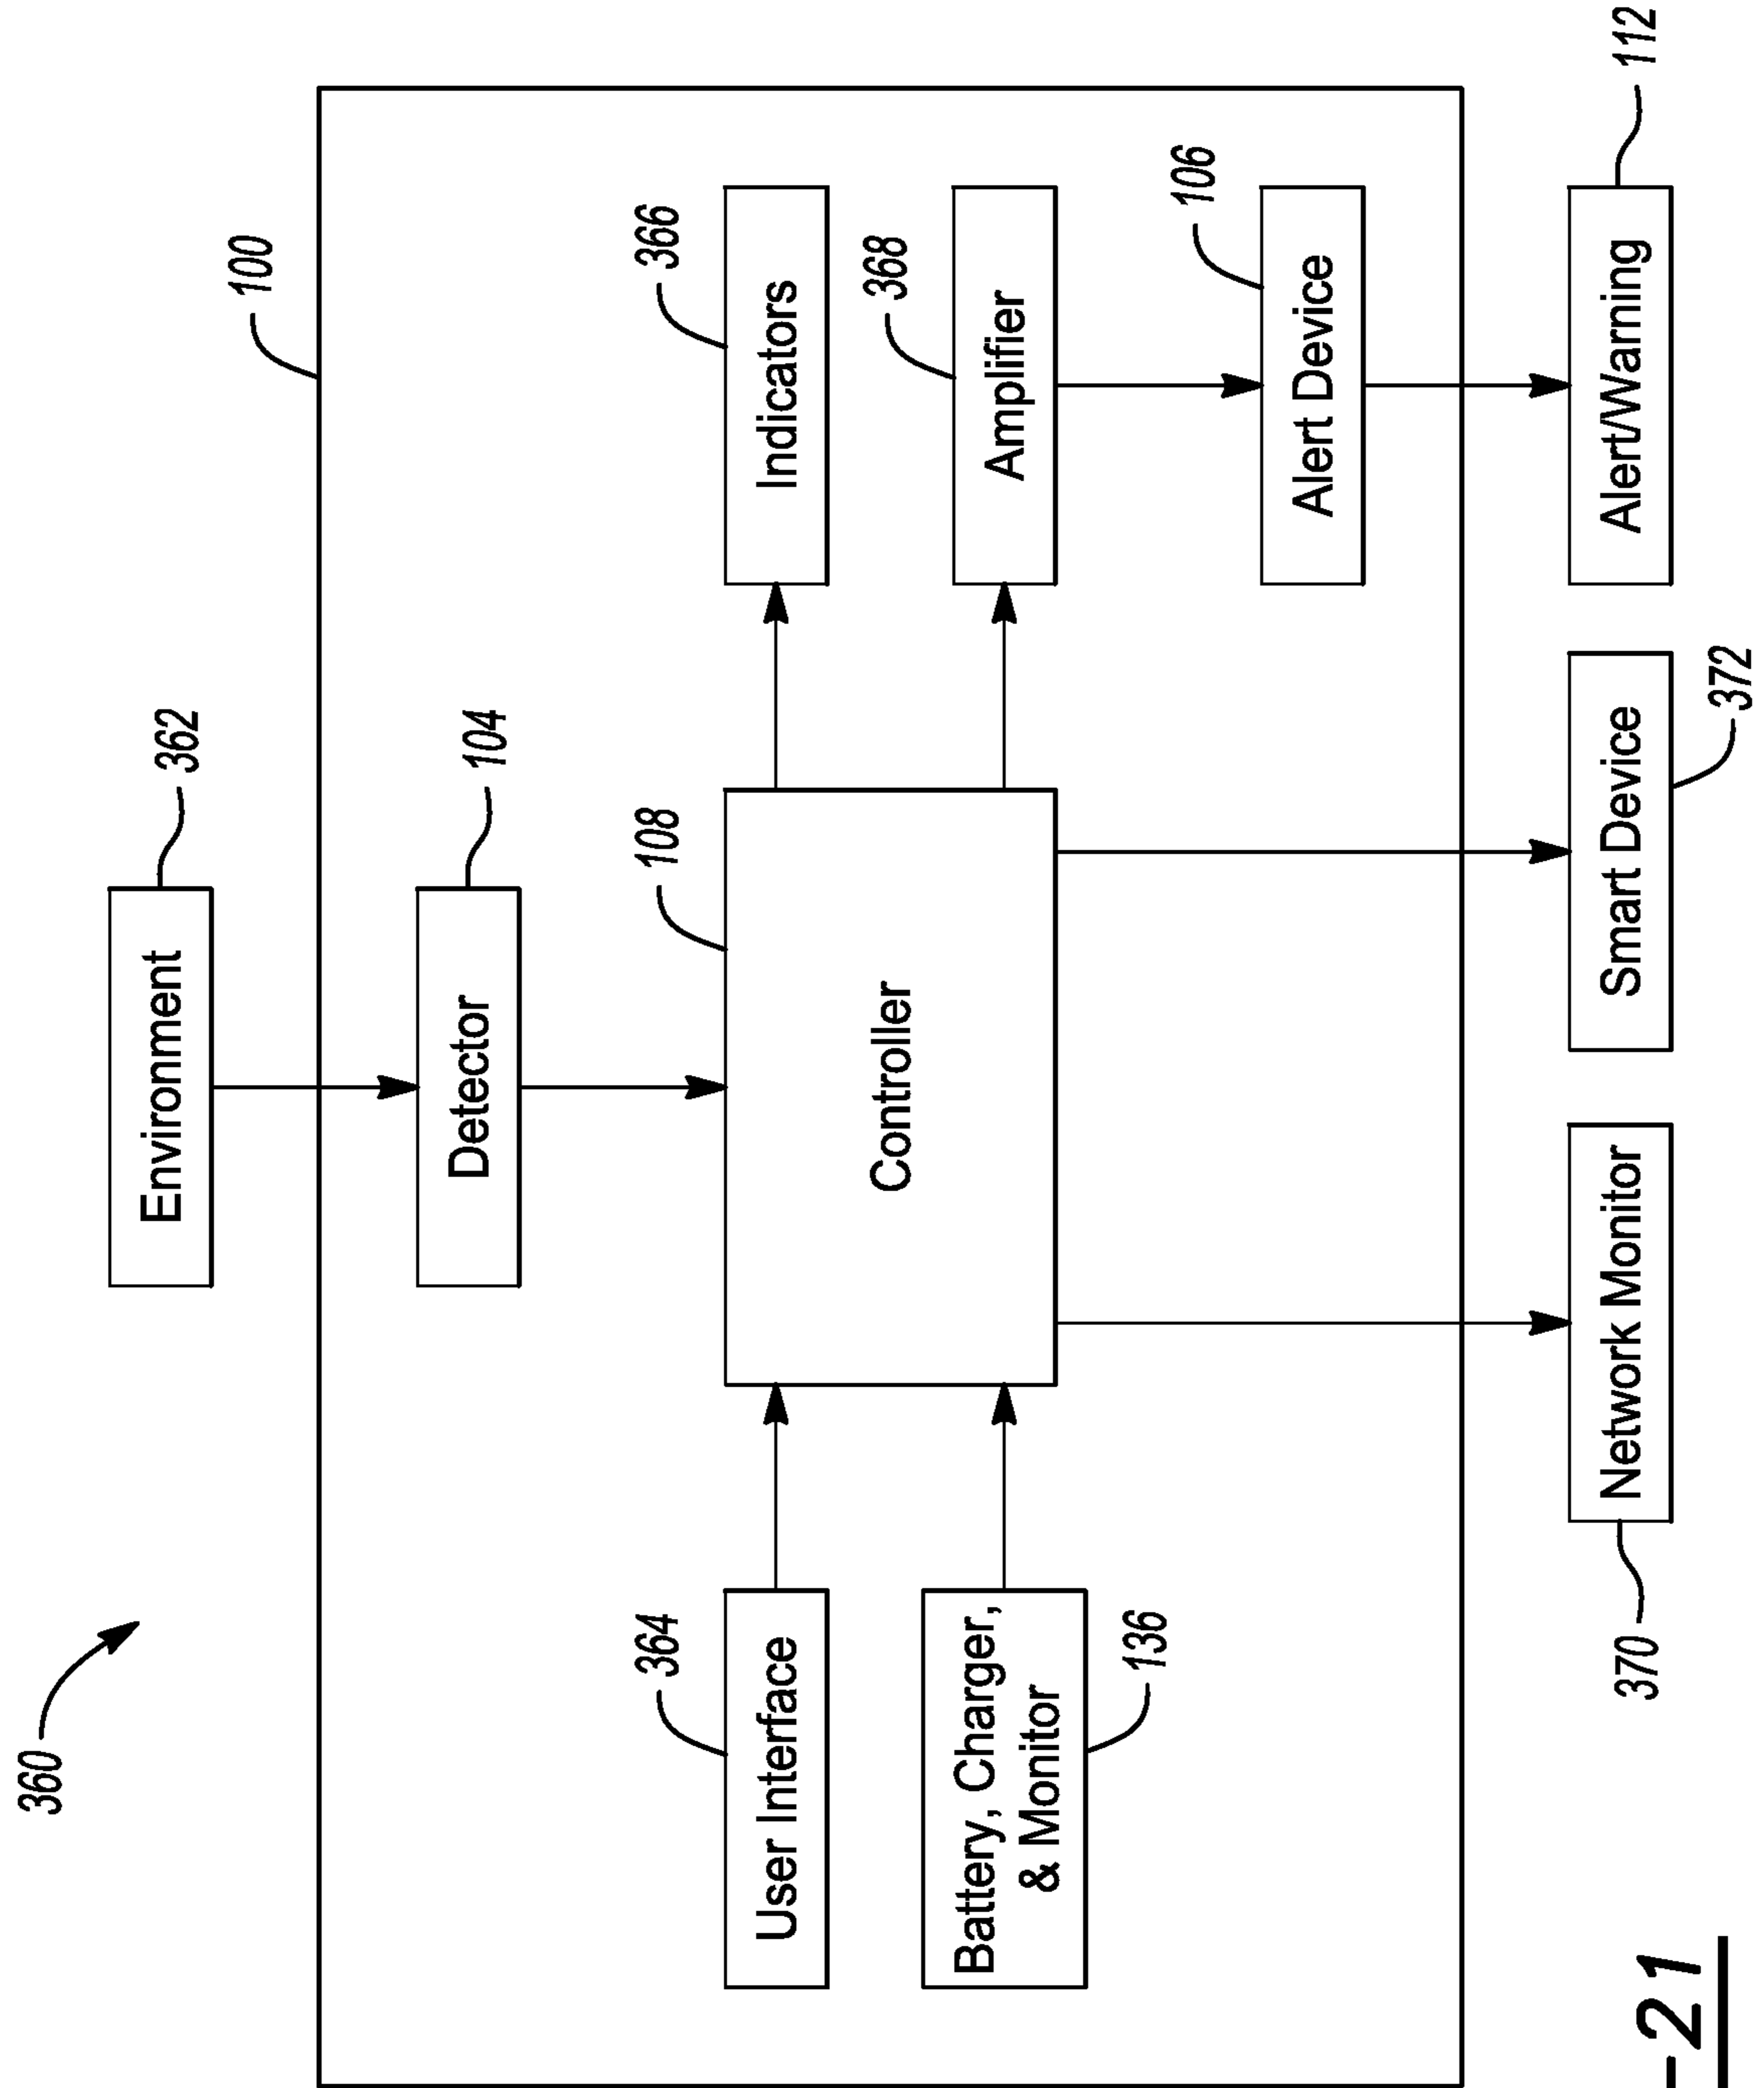 360
Environment
362
100
Detector
104
User Interface
364
Controller
108
Indicators
366
Battery, Charger,
& Monitor
136
Amplifier
368
Alert Device
106
Network Monitor
370
Smart Device
372
Alert/Warning
112
-21